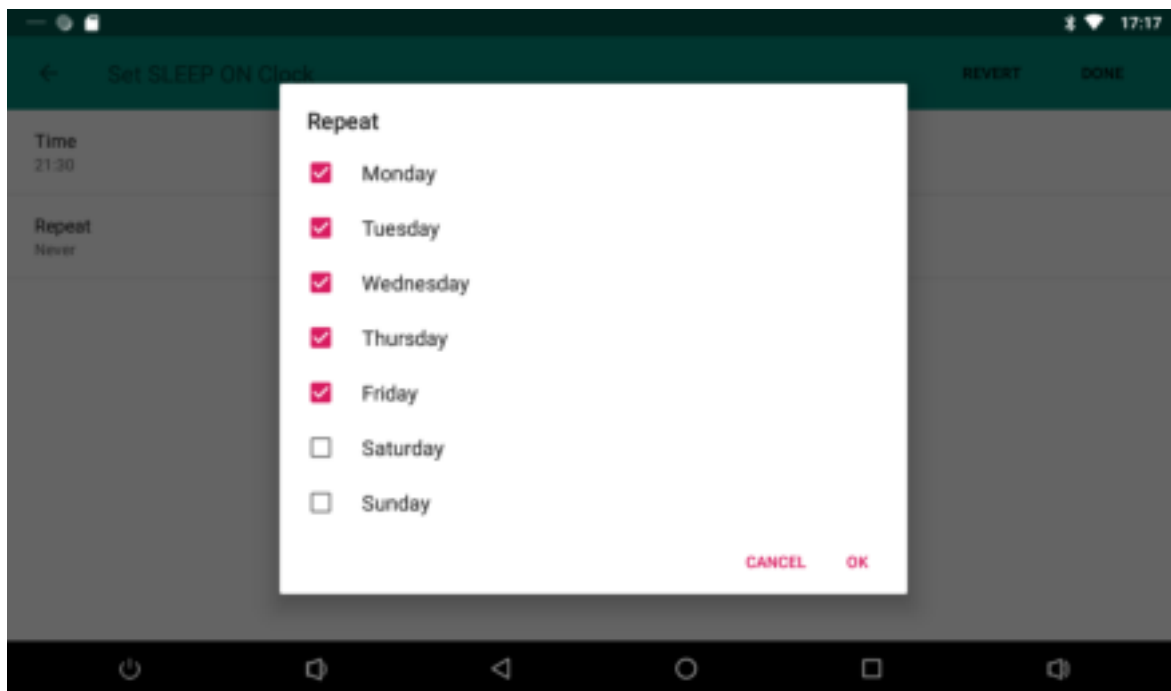 17:17
Set SLEEP ON Clock
REVERT
DONE
Time
21:30
Repeat
Never
Repeat
Monday
Tuesday
Wednesday
Thursday
Friday
Saturday
Sunday
CANCEL
OK